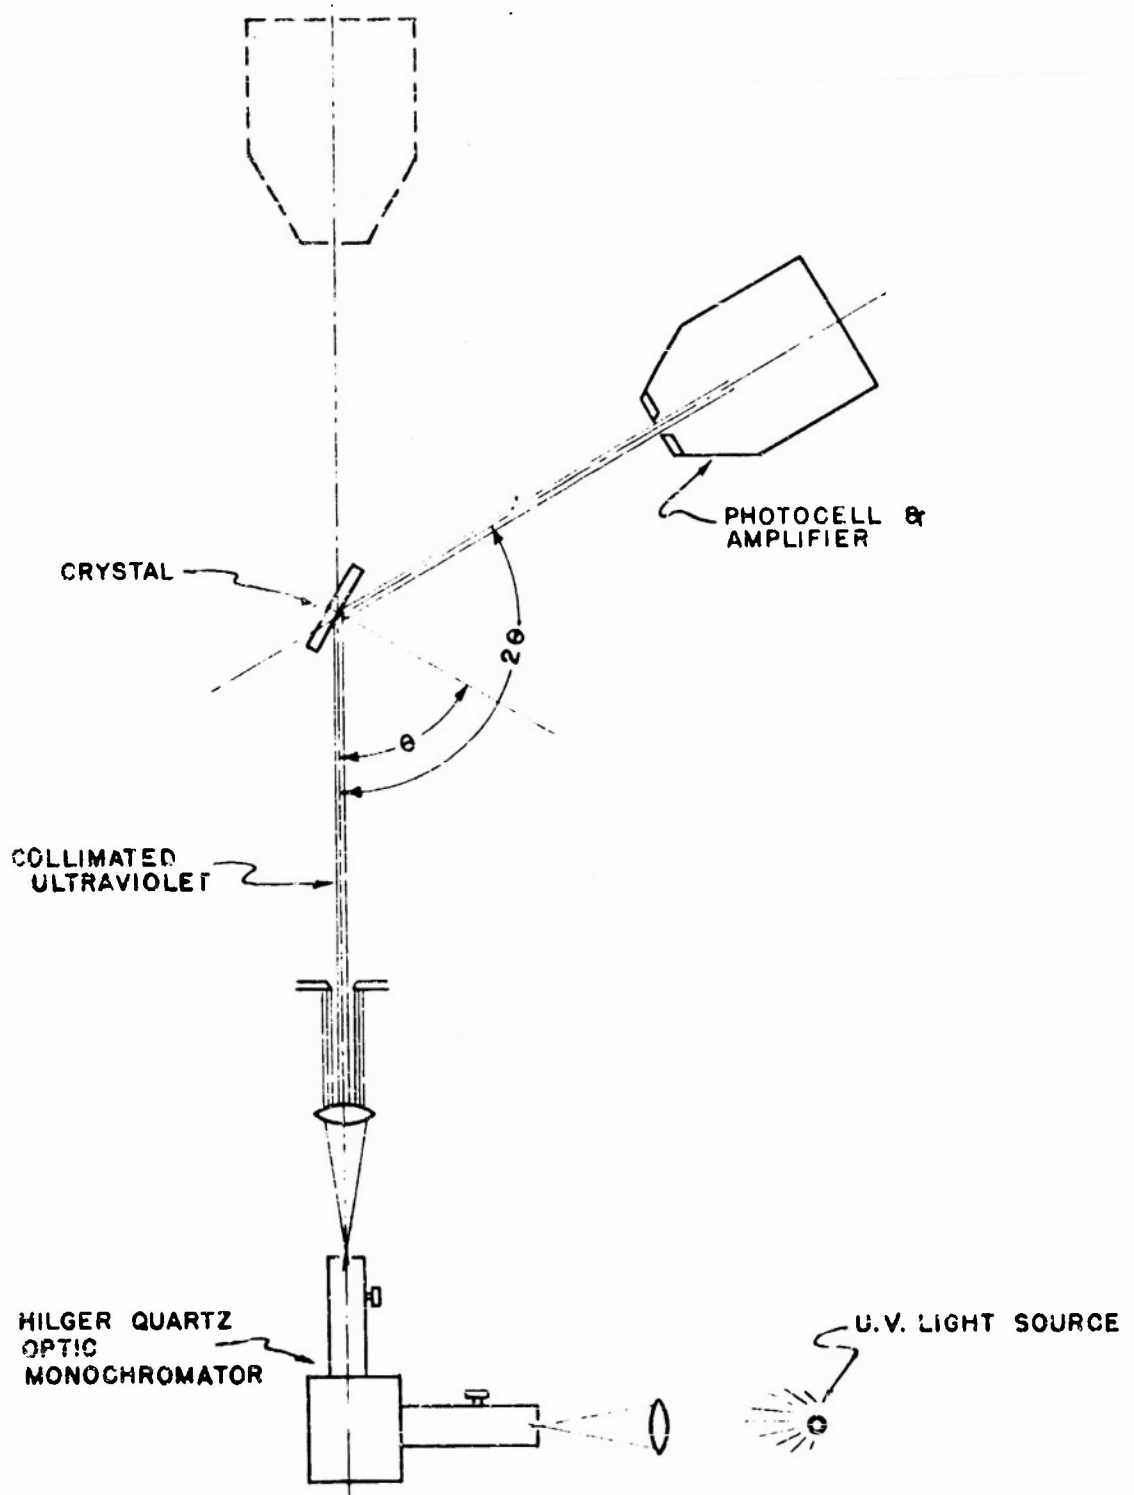 PHOTOCELL &
AMPLIFIER
CRYSTAL
2θ
θ
COLLIMATED
ULTRAVIOLET
HILGER QUARTZ
OPTIC
MONOCHROMATOR
U.V. LIGHT SOURCE